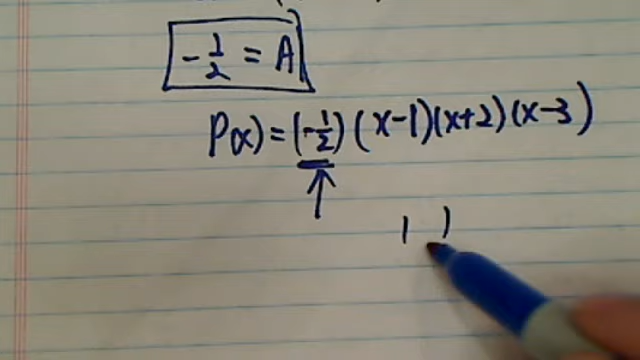 -1/2 = A
P(x) = (-1/2)(x-1)(x+2)(x-3)